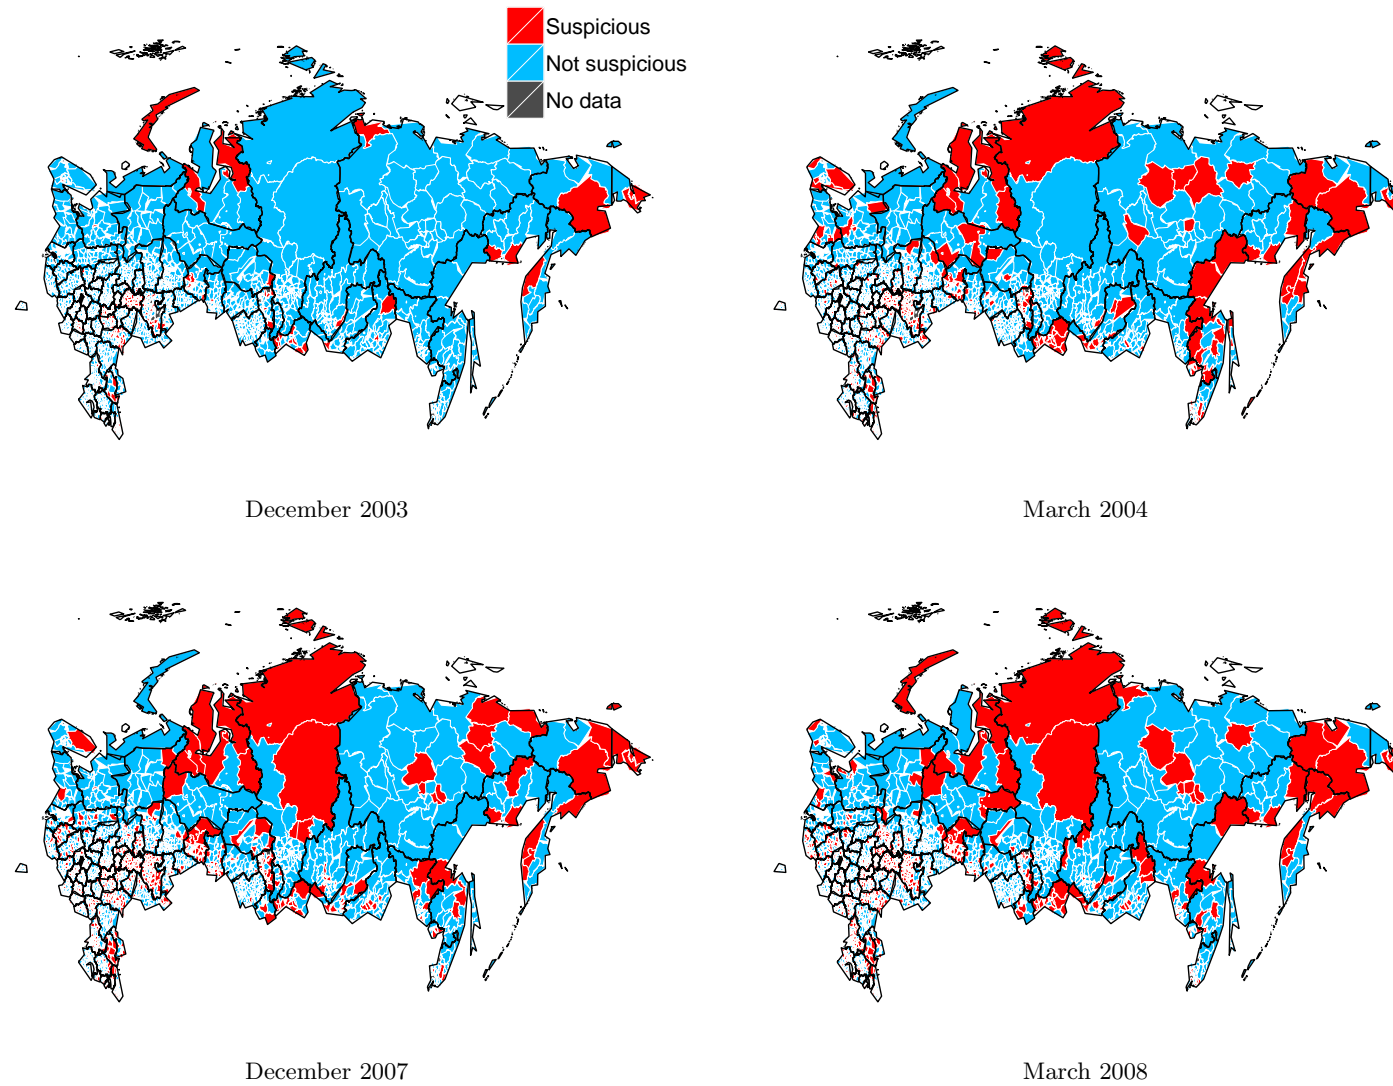 Suspicious
Not suspicious
No data
December 2003
March 2004
December 2007
March 2008